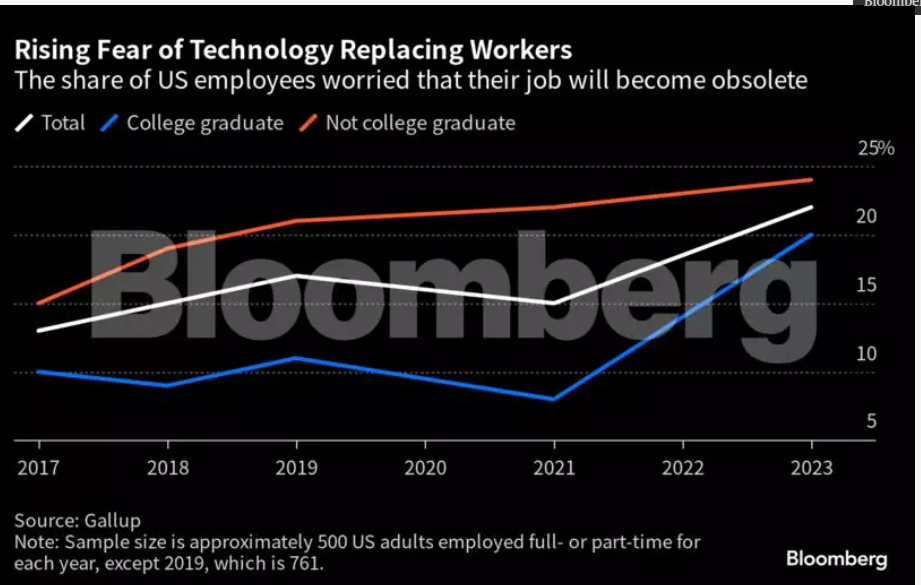 Bloomber
Rising Fear of Technology Replacing Workers
The share of US employees worried that their job will become obsolete
Total College graduate Not college graduate
25%
20
15
10
5
Bloomberg
2017 2018 2019 2020 2021 2022 2023
Source: Gallup
Note: Sample size is approximately 500 US adults employed full- or part-time for
each year, except 2019, which is 761.
Bloomberg